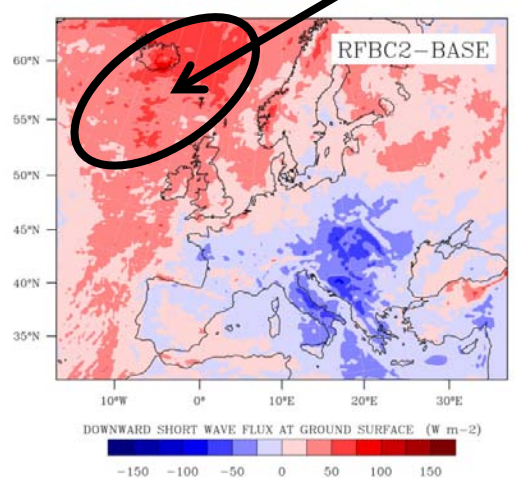 RFBC2-BASE
60°N
55°N
50°N
45°N
40°N
35°N
10°W 0° 10°E 20°E 30°E
DOWNWARD SHORT WAVE FLUX AT GROUND SURFACE (W m-2)
-150 -100 -50 0 50 100 150